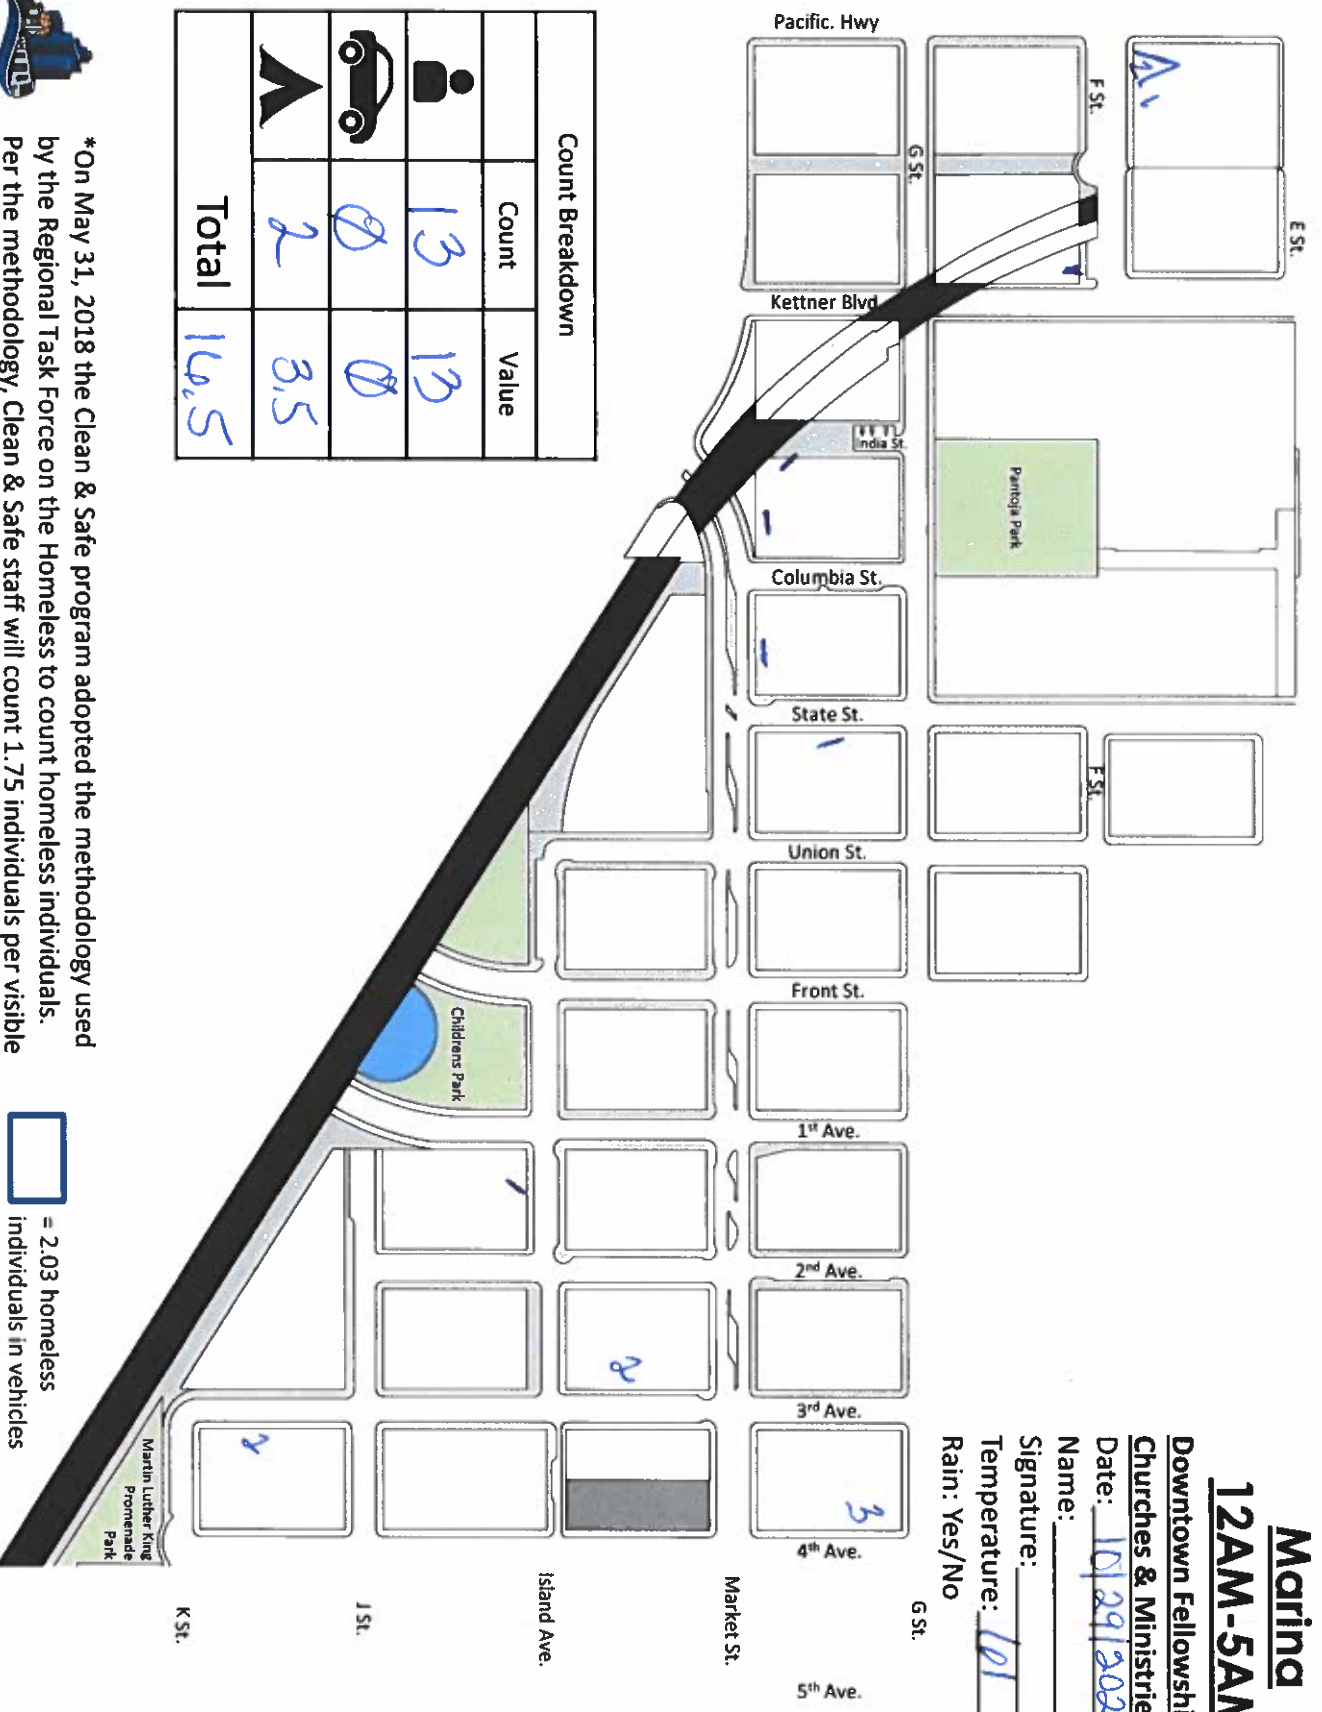 Marina
12AM-5AM
Downtown Fellowshi
Churches & Ministrie
Date: 10/29/202
Name:
Signature:
Temperature: 61
Rain: Yes/No
E St.
F St.
G St.
Pacific. Hwy
Kettner Blvd
India St.
Pantoja Park
Columbia St.
State St.
F St.
Union St.
Front St.
1st Ave.
2nd Ave.
3rd Ave.
4th Ave.
5th Ave.
G St.
Market St.
Island Ave.
J St.
K St.
Childrens Park
Martin Luther King
Promenade
Park
2
1
2
2
3
Count Breakdown
Count Value
13 13
0 0
2 3.5
Total 16.5
*On May 31, 2018 the Clean & Safe program adopted the methodology used
by the Regional Task Force on the Homeless to count homeless individuals.
Per the methodology, Clean & Safe staff will count 1.75 individuals per visible
= 2.03 homeless
individuals in vehicles